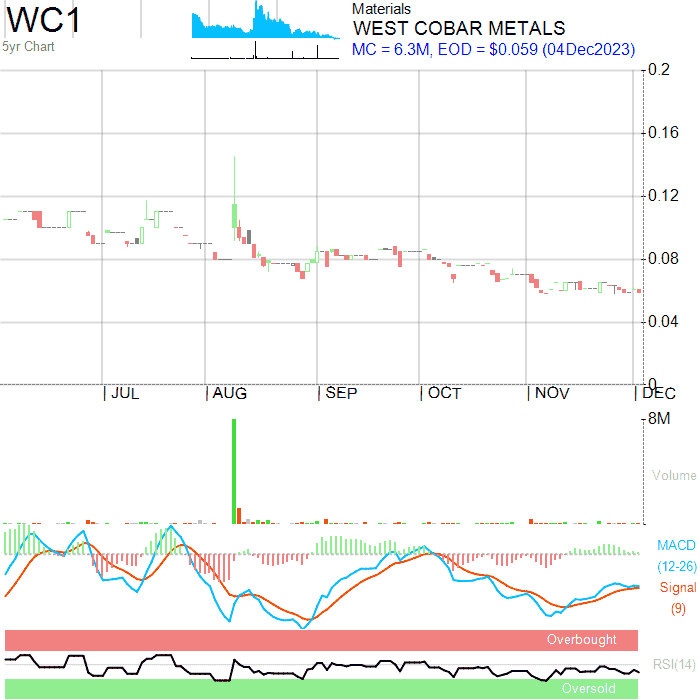 WC1
5yr Chart
Materials
WEST COBAR METALS
MC = 6.3M, EOD = $0.059 (04Dec2023)
0.2
0.16
0.12
0.08
0.04
0
JUL AUG SEP OCT NOV DEC
8M
Volume
MACD
(12-26)
Signal
(9)
Overbought
RSI(14)
Oversold